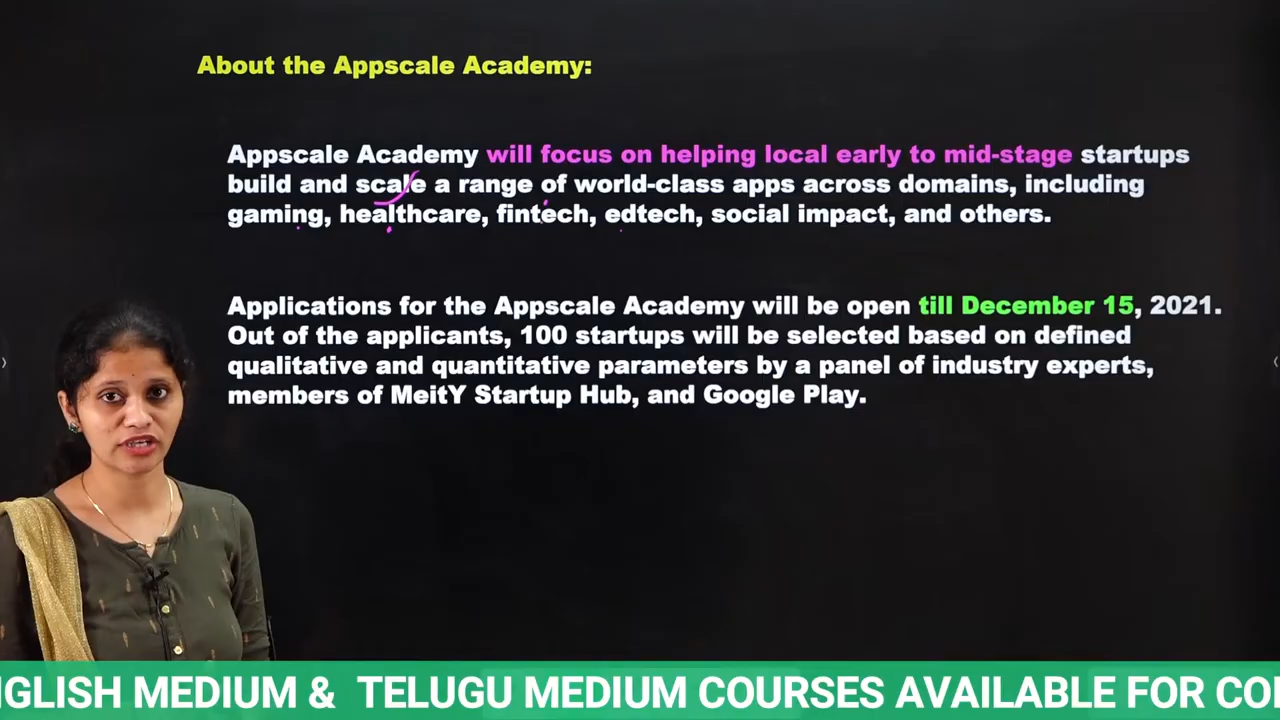 About the Appscale Academy:
Appscale Academy will focus on helping local early to mid-stage startups
build and scale a range of world-class apps across domains, including
gaming, healthcare, fintech, edtech, social impact, and others.
Applications for the Appscale Academy will be open till December 15, 2021.
Out of the applicants, 100 startups will be selected based on defined
qualitative and quantitative parameters by a panel of industry experts,
members of MeitY Startup Hub, and Google Play.
NGLISH MEDIUM & TELUGU MEDIUM COURSES AVAILABLE FOR CO